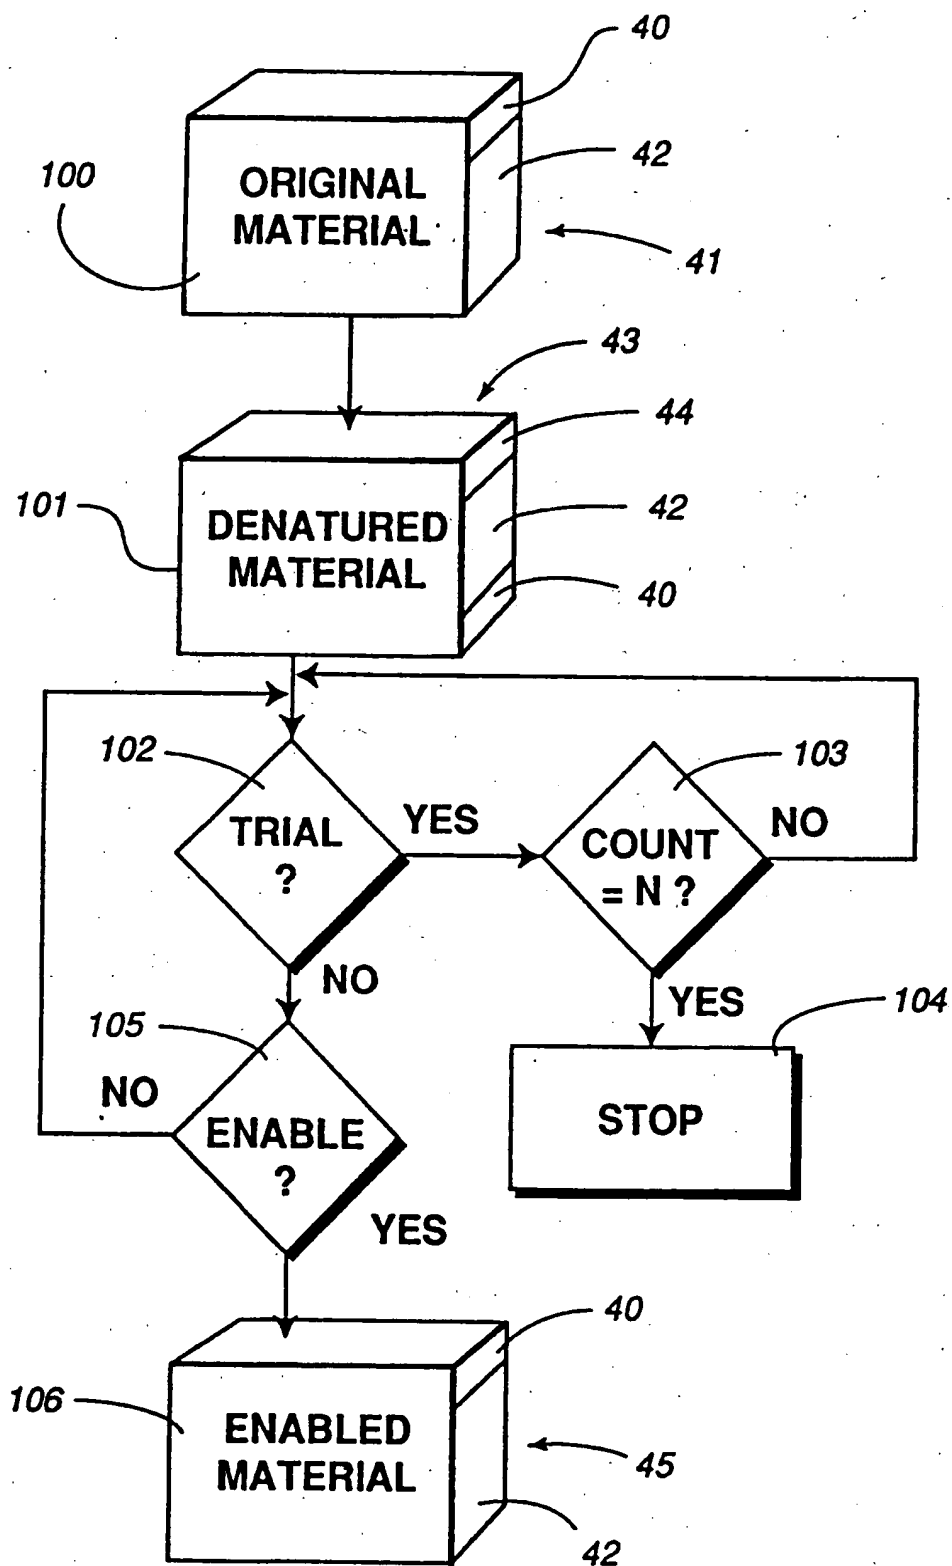 40
100
ORIGINAL
MATERIAL
42
41
43
44
101
DENATURED
MATERIAL
42
40
102
TRIAL
?
YES
103
COUNT
= N ?
NO
NO
YES
104
105
NO
ENABLE
?
STOP
YES
40
106
ENABLED
MATERIAL
45
42